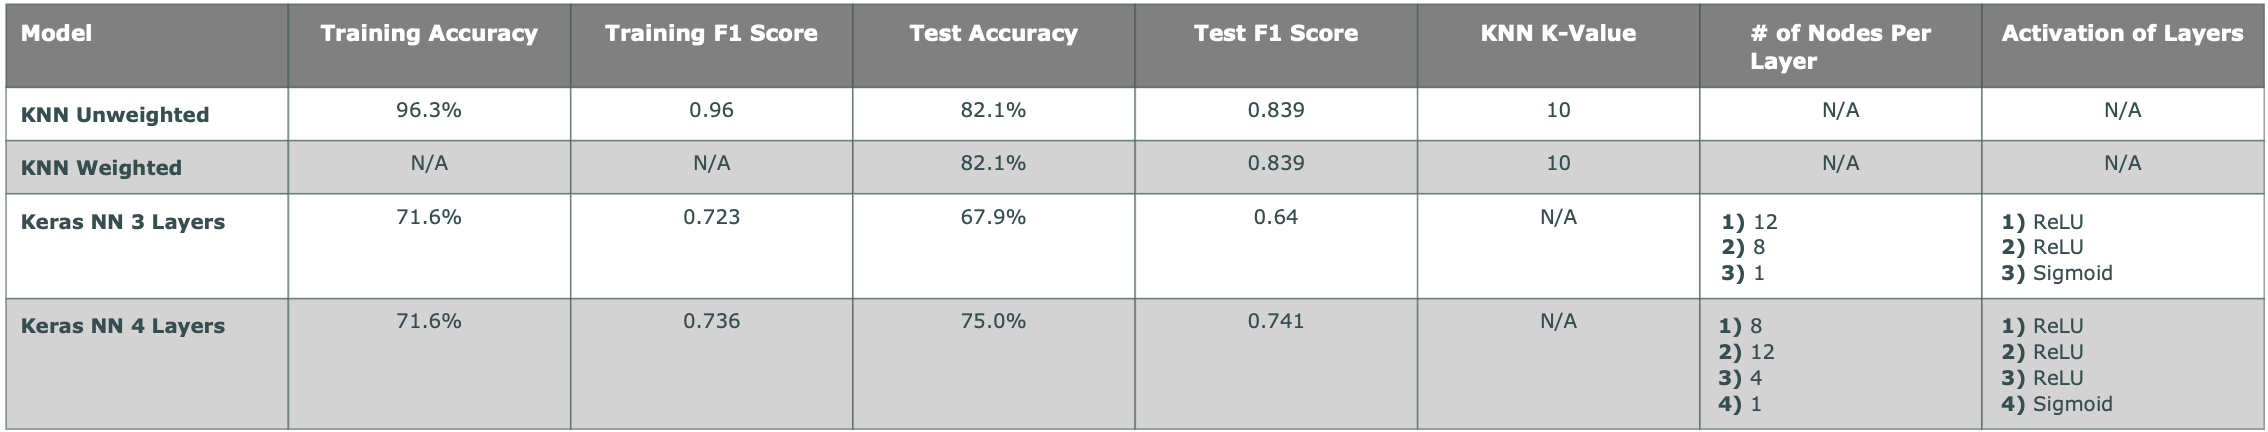 Model Training Accuracy Training F1 Score Test Accuracy Test F1 Score KNN K-Value # of Nodes Per Layer Activation of Layers
KNN Unweighted 96.3% 0.96 82.1% 0.839 10 N/A N/A
KNN Weighted N/A N/A 82.1% 0.839 10 N/A N/A
Keras NN 3 Layers 71.6% 0.723 67.9% 0.64 N/A 1) 12 1) ReLU
2) 8 2) ReLU
3) 1 3) Sigmoid
Keras NN 4 Layers 71.6% 0.736 75.0% 0.741 N/A 1) 8 1) ReLU
2) 12 2) ReLU
3) 4 3) ReLU
4) 1 4) Sigmoid